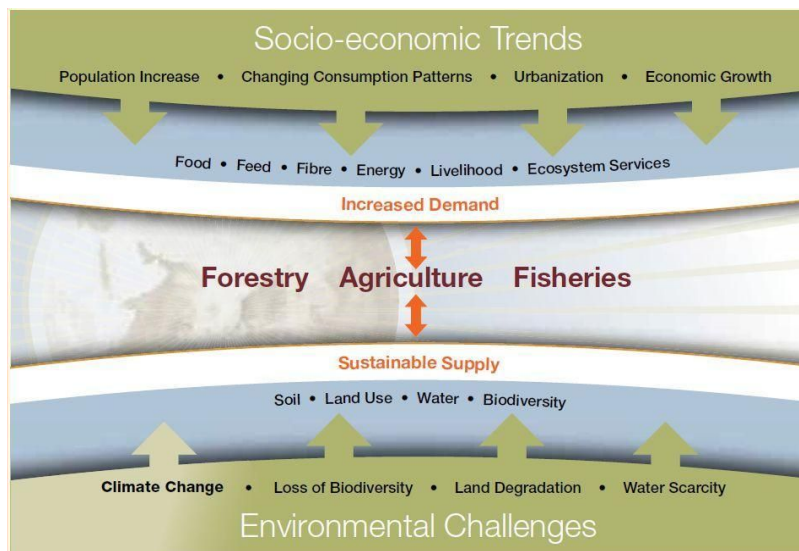 Socio-economic Trends
Population Increase • Changing Consumption Patterns • Urbanization • Economic Growth
Food • Feed • Fibre • Energy • Livelihood • Ecosystem Services
Increased Demand
Forestry Agriculture Fisheries
Sustainable Supply
Soil • Land Use • Water • Biodiversity
Climate Change • Loss of Biodiversity • Land Degradation • Water Scarcity
Environmental Challenges